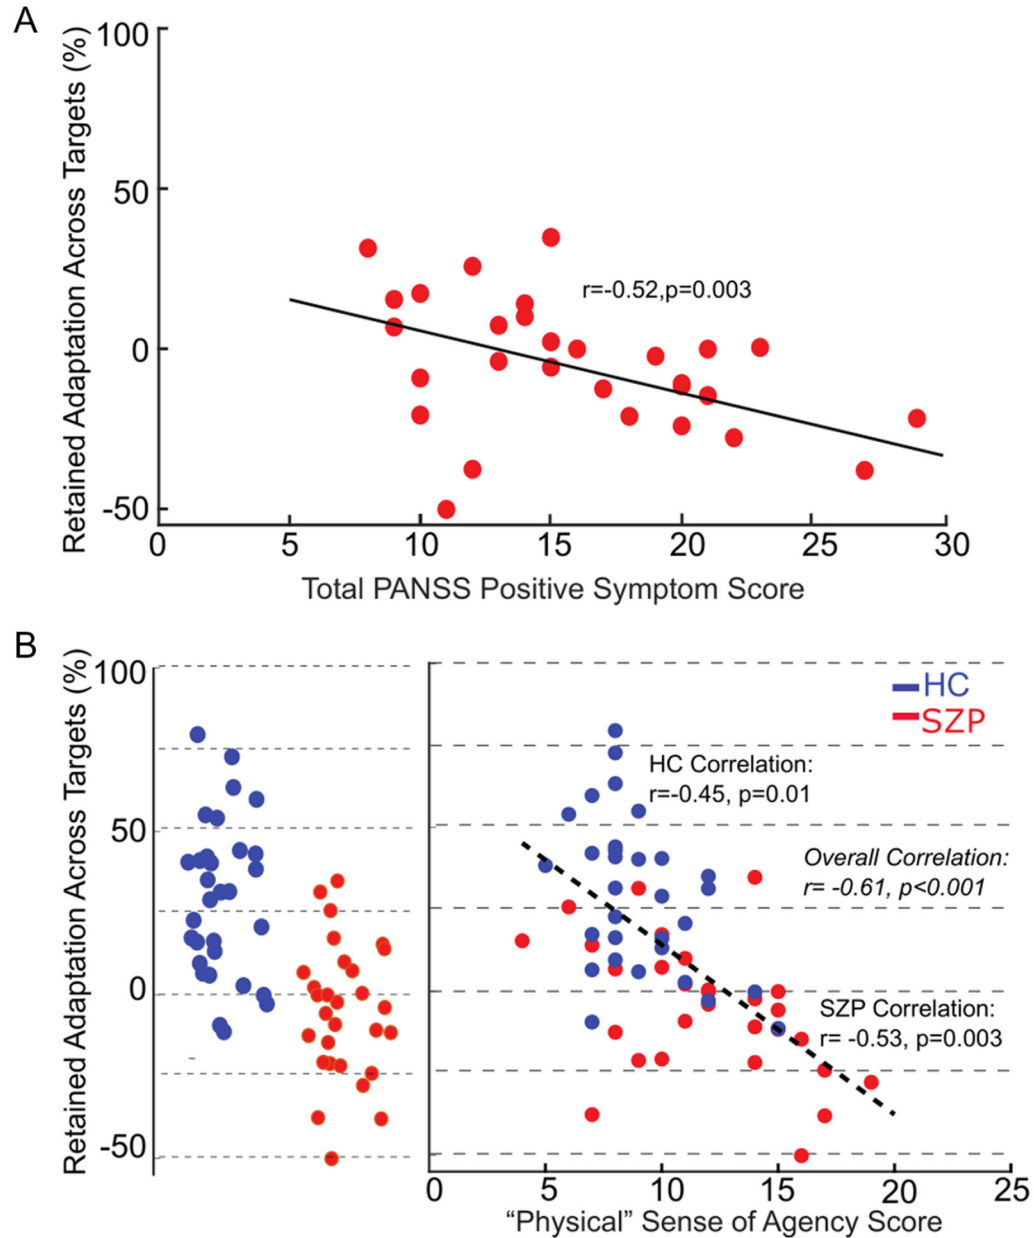 A
Retained Adaptation Across Targets (%)
100
50
0
-50
r=-0.52,p=0.003
0 5 10 15 20 25 30
Total PANSS Positive Symptom Score
B
Retained Adaptation Across Targets (%)
100
50
0
-50
HC
SZP
HC Correlation:
r=-0.45, p=0.01
Overall Correlation:
r= -0.61, p<0.001
SZP Correlation:
r= -0.53, p=0.003
0 5 10 15 20 25
“Physical” Sense of Agency Score